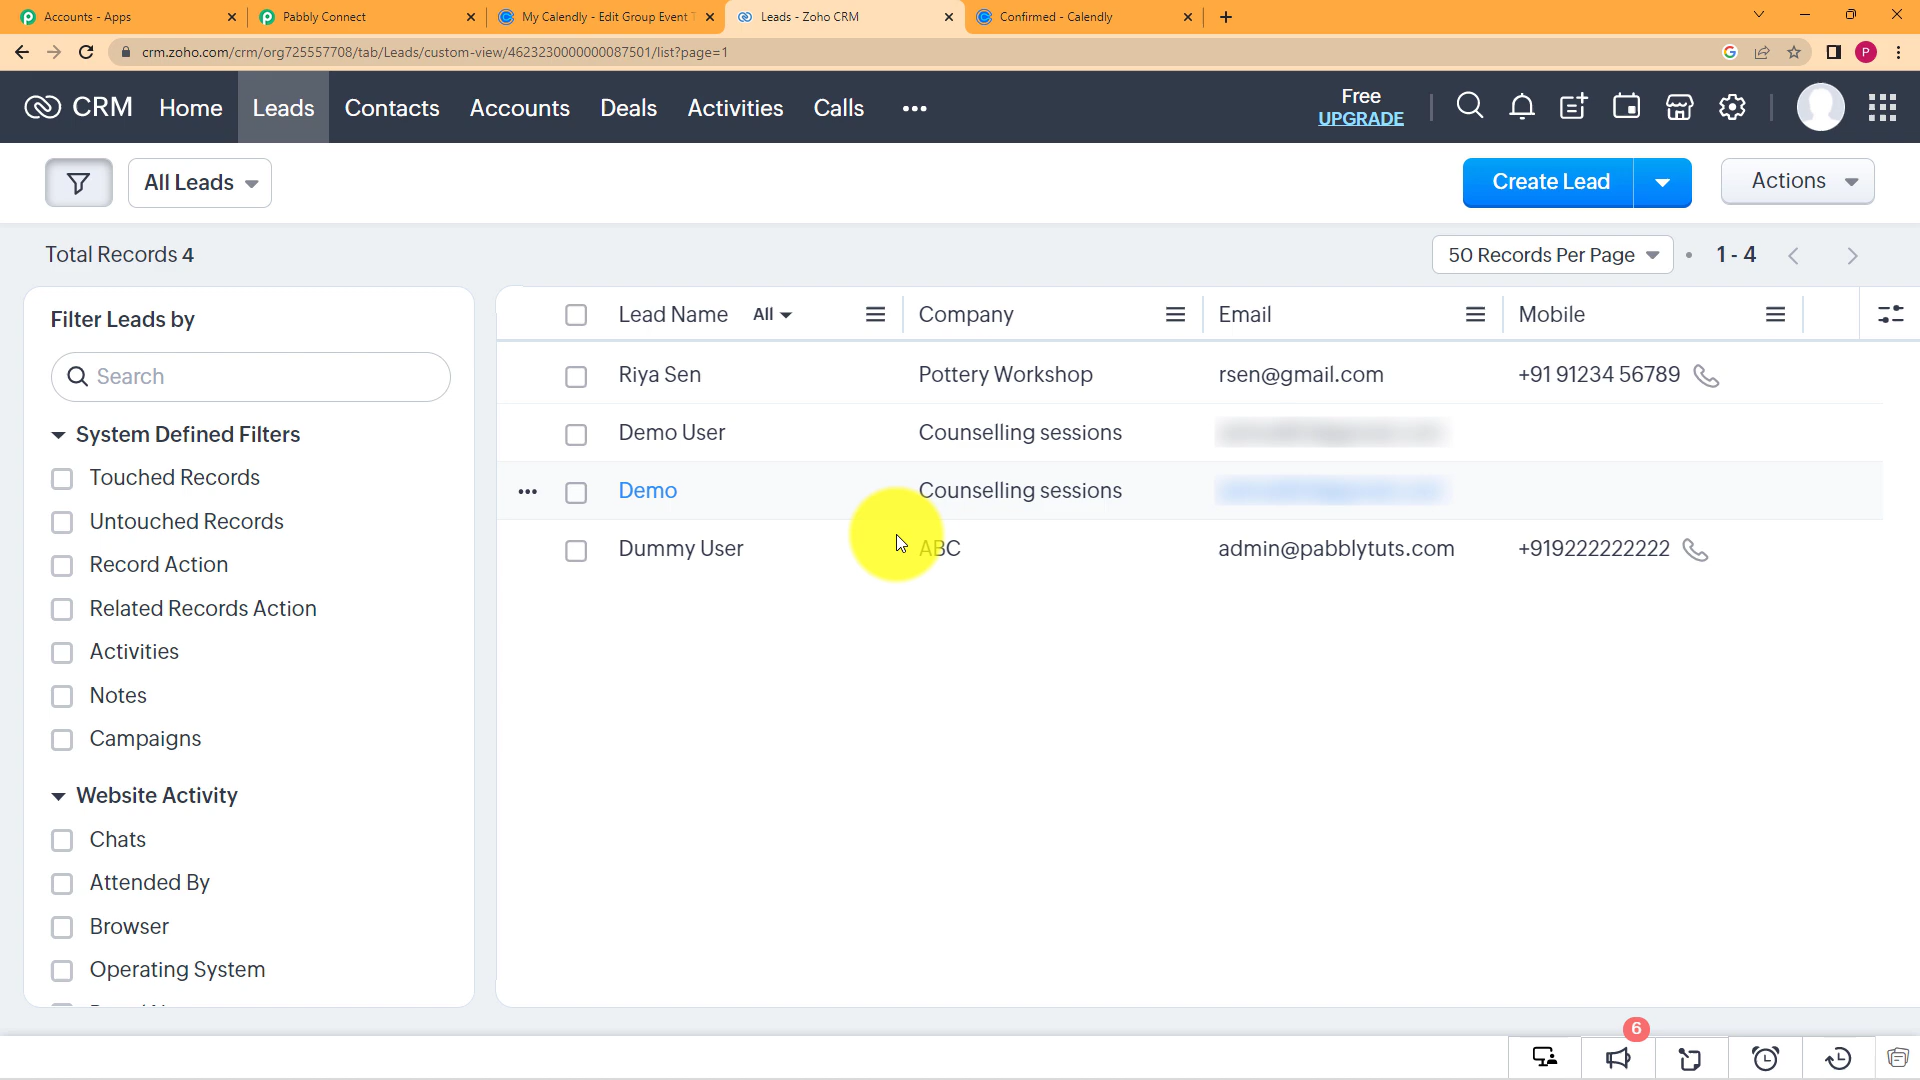 Accounts - Apps
Pabbly Connect
My Calendly - Edit Group Event T
Leads - Zoho CRM
Confirmed - Calendly
crm.zoho.com/crm/org725557708/tab/Leads/custom-view/4623230000000087501/list?page=1
P
CRM Home Leads Contacts Accounts Deals Activities Calls
Free
UPGRADE
All Leads
Create Lead
Actions
Total Records 4
50 Records Per Page
1 - 4
Filter Leads by
Search
System Defined Filters
Touched Records
Untouched Records
Record Action
Related Records Action
Activities
Notes
Campaigns
Website Activity
Chats
Attended By
Browser
Operating System
Lead Name All Company Email Mobile
Riya Sen Pottery Workshop rsen@gmail.com +91 91234 56789
Demo User Counselling sessions
Demo Counselling sessions
Dummy User ABC admin@pabblytuts.com +919222222222
6